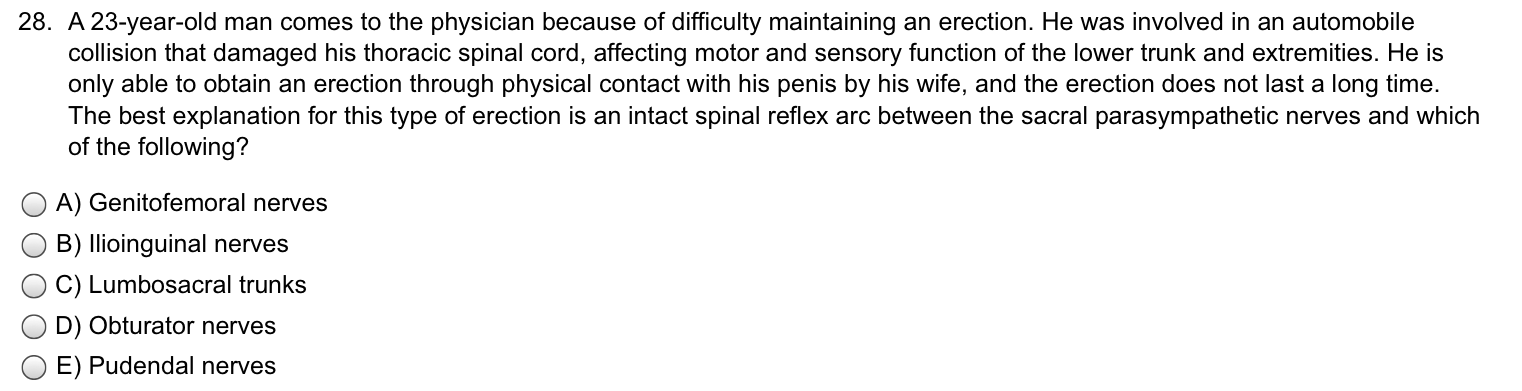 28. A 23-year-old man comes to the physician because of difficulty maintaining an erection. He was involved in an automobile
collision that damaged his thoracic spinal cord, affecting motor and sensory function of the lower trunk and extremities. He is
only able to obtain an erection through physical contact with his penis by his wife, and the erection does not last a long time.
The best explanation for this type of erection is an intact spinal reflex arc between the sacral parasympathetic nerves and which
of the following?
A) Genitofemoral nerves
B) Ilioinguinal nerves
C) Lumbosacral trunks
D) Obturator nerves
E) Pudendal nerves